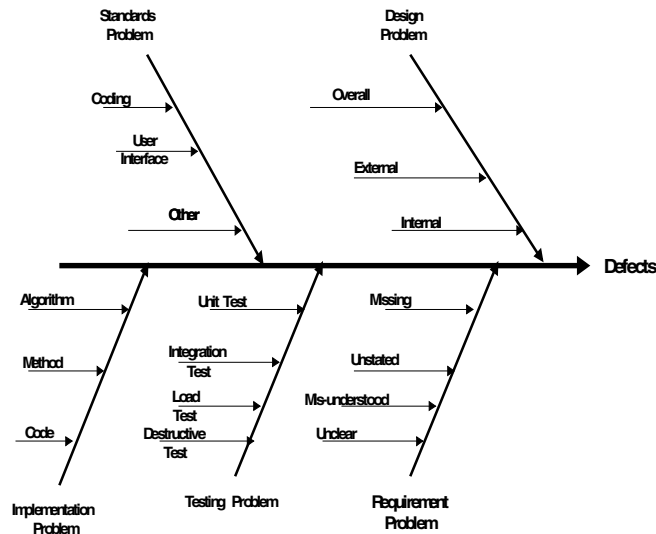 Standards
Problem
Design
Problem
Coding
Overall
User
Interface
External
Other
Internal
Defects
Algorithm
Unit Test
Missing
Method
Integration
Test
Unstated
Load
Test
Mis-understood
Code
Destructive
Test
Unclear
Implementation
Problem
Testing Problem
Requirement
Problem